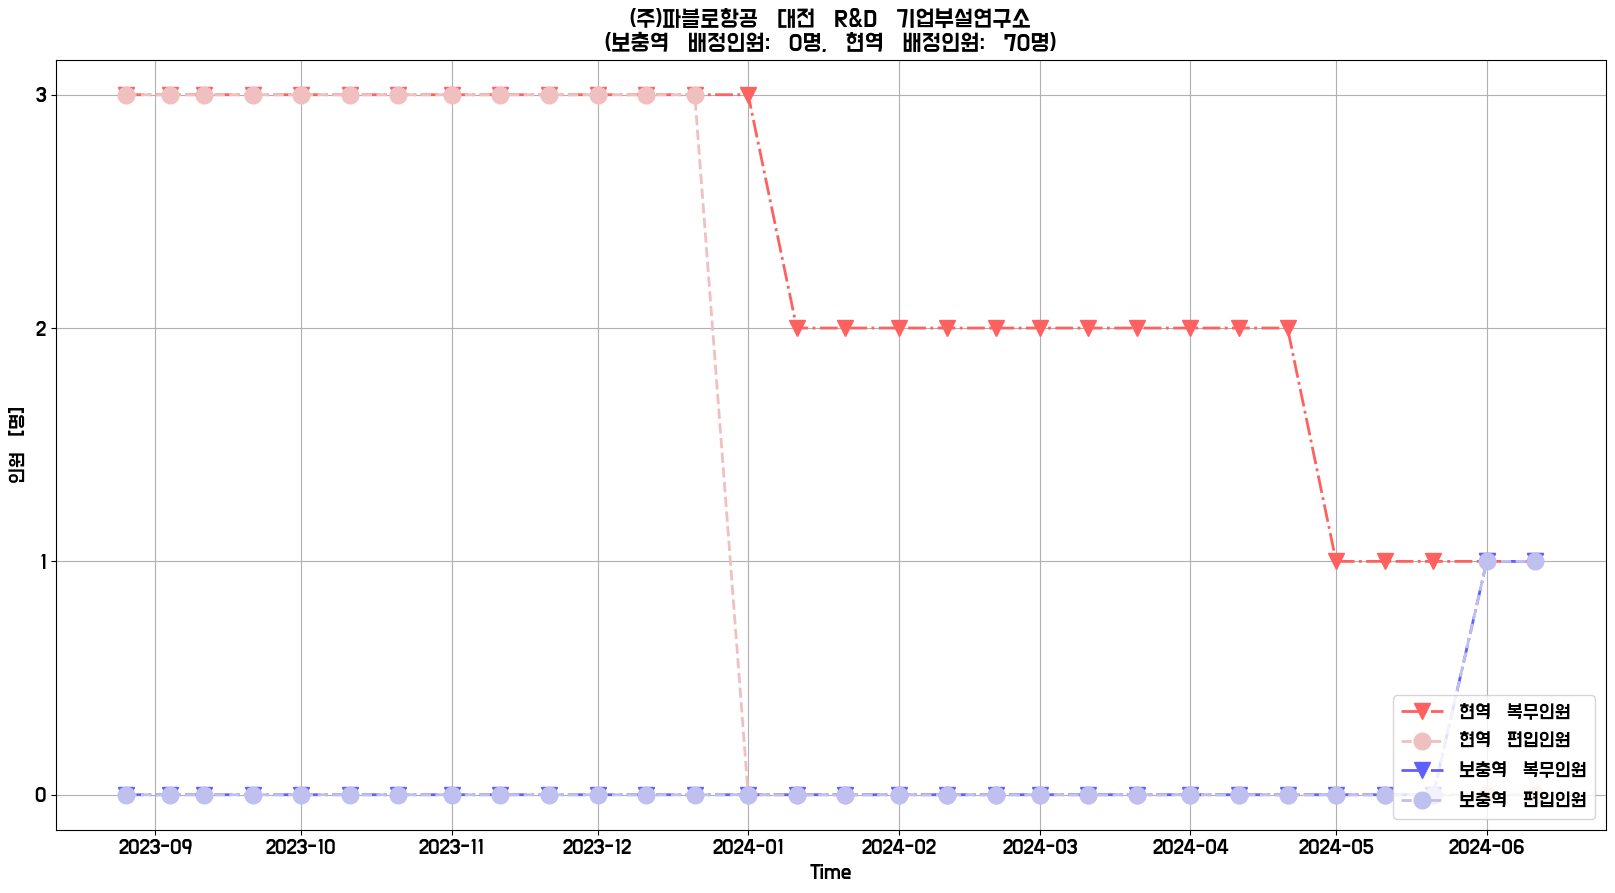 (주)파블로항공 대전 R&D 기업부설연구소
(보충역 배정인원: 0명, 현역 배정인원: 70명)
3
2
1
0
인원 [명]
2023-09 2023-10 2023-11 2023-12 2024-01 2024-02 2024-03 2024-04 2024-05 2024-06
Time
현역 복무인원
현역 편입인원
보충역 복무인원
보충역 편입인원